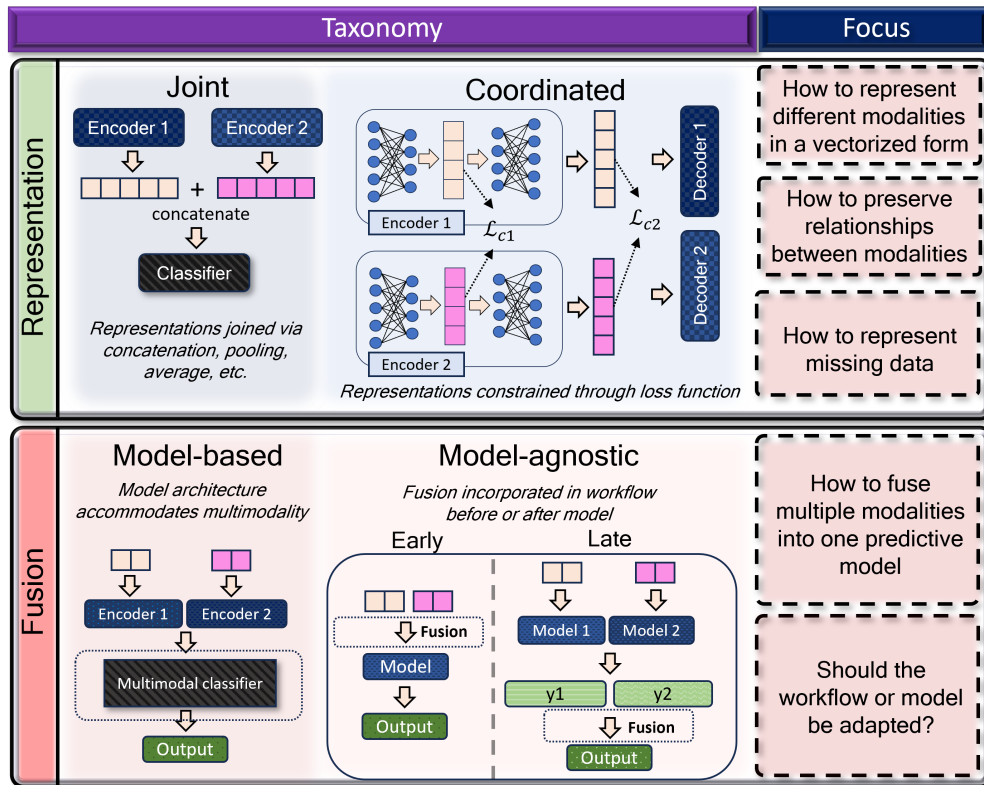 Taxonomy
Focus
Representation
Joint
Encoder 1
Encoder 2
+
concatenate
Classifier
Representations joined via
concatenation, pooling,
average, etc.
Coordinated
Encoder 1
ℒc1
Encoder 2
ℒc2
Decoder 1
Decoder 2
Representations constrained through loss function
How to represent
different modalities
in a vectorized form
How to preserve
relationships
between modalities
How to represent
missing data
Fusion
Model-based
Model architecture
accommodates multimodality
Encoder 1
Encoder 2
Multimodal classifier
Output
Model-agnostic
Fusion incorporated in workflow
before or after model
Early
Fusion
Model
Output
Late
Model 1
Model 2
y1
y2
Fusion
Output
How to fuse
multiple modalities
into one predictive
model
Should the
workflow or model
be adapted?